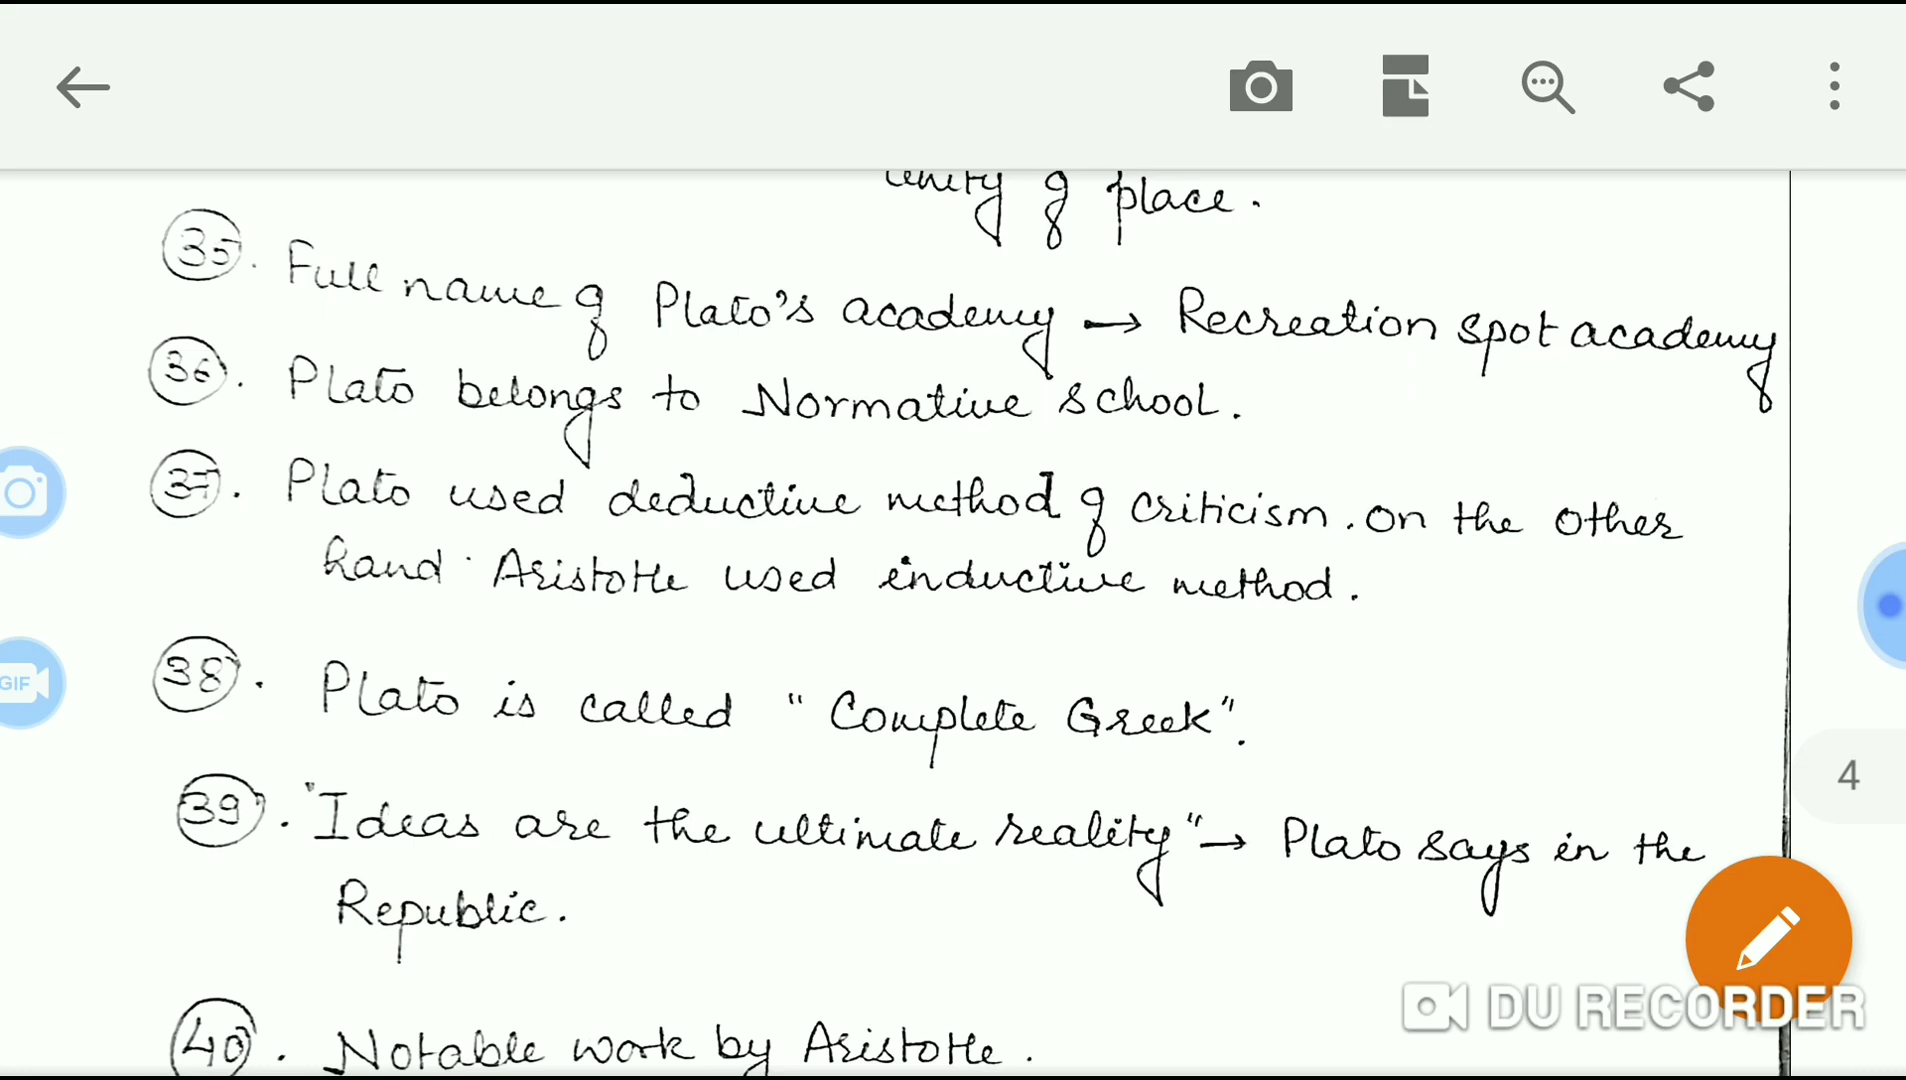 unity of place.
35. Full name of Plato's academy → Recreation spot academy
36. Plato belongs to Normative school.
37. Plato used deductive method of criticism. on the other
hand Aristotle used inductive method.
38. Plato is called "Complete Greek".
39. "Ideas are the ultimate reality" → Plato says in the
Republic.
40. Notable work by Aristotle.
GIF
4
DU RECORDER